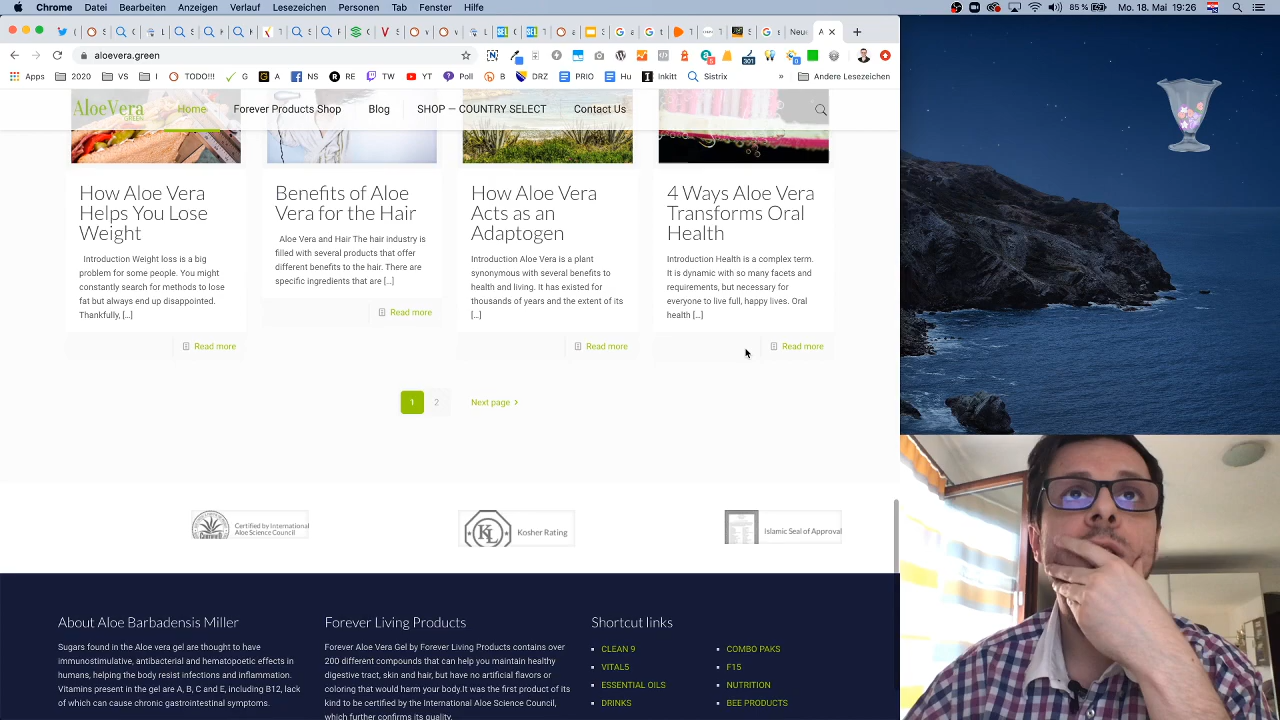 Chrome Datei Bearbeiten Anzeigen Verlauf Lesezeichen Personen Tab Fenster Hilfe 85 % Mo. 18. Mai 19:26
aloevera.green
Apps 2020 VS I TODO!!! G A NS RE TW YT Poll B DRZ PRIO Hu Inkitt Sistrix » Andere Lesezeichen
AloeVera
GREEN
Home Forever Products Shop Blog SHOP — COUNTRY SELECT Contact Us
How Aloe Vera
Helps You Lose
Weight
Introduction Weight loss is a big
problem for some people. You might
constantly search for methods to lose
fat but always end up disappointed.
Thankfully, [...]
Read more
Benefits of Aloe
Vera for the Hair
Aloe Vera and Hair The hair industry is
filled with several products that offer
different benefits to the hair. There are
specific ingredients that are [...]
Read more
How Aloe Vera
Acts as an
Adaptogen
Introduction Aloe Vera is a plant
synonymous with several benefits to
health and living. It has existed for
thousands of years and the extent of its
[...]
Read more
4 Ways Aloe Vera
Transforms Oral
Health
Introduction Health is a complex term.
It is dynamic with so many facets and
requirements, but necessary for
everyone to live full, happy lives. Oral
health [...]
Read more
1 2 Next page
Certified by International
Aloe Science Council
Kosher Rating
Islamic Seal of Approval
About Aloe Barbadensis Miller
Sugars found in the Aloe vera gel are thought to have
immunostimulative, antibacterial and hematopoetic effects in
humans, helping the body resist infections and inflammation.
Vitamins present in the gel are A, B, C and E, including B12, lack
of which can cause chronic gastrointestinal symptoms.
Forever Living Products
Forever Aloe Vera Gel by Forever Living Products contains over
200 different compounds that can help you maintain healthy
digestive tract, skin and hair, but have no artificial flavors or
coloring that would harm your body.It was the first product of its
kind to be certified by the International Aloe Science Council,
which further confirms its quality.
Shortcut links
CLEAN 9
VITAL5
ESSENTIAL OILS
DRINKS
COMBO PAKS
F15
NUTRITION
BEE PRODUCTS